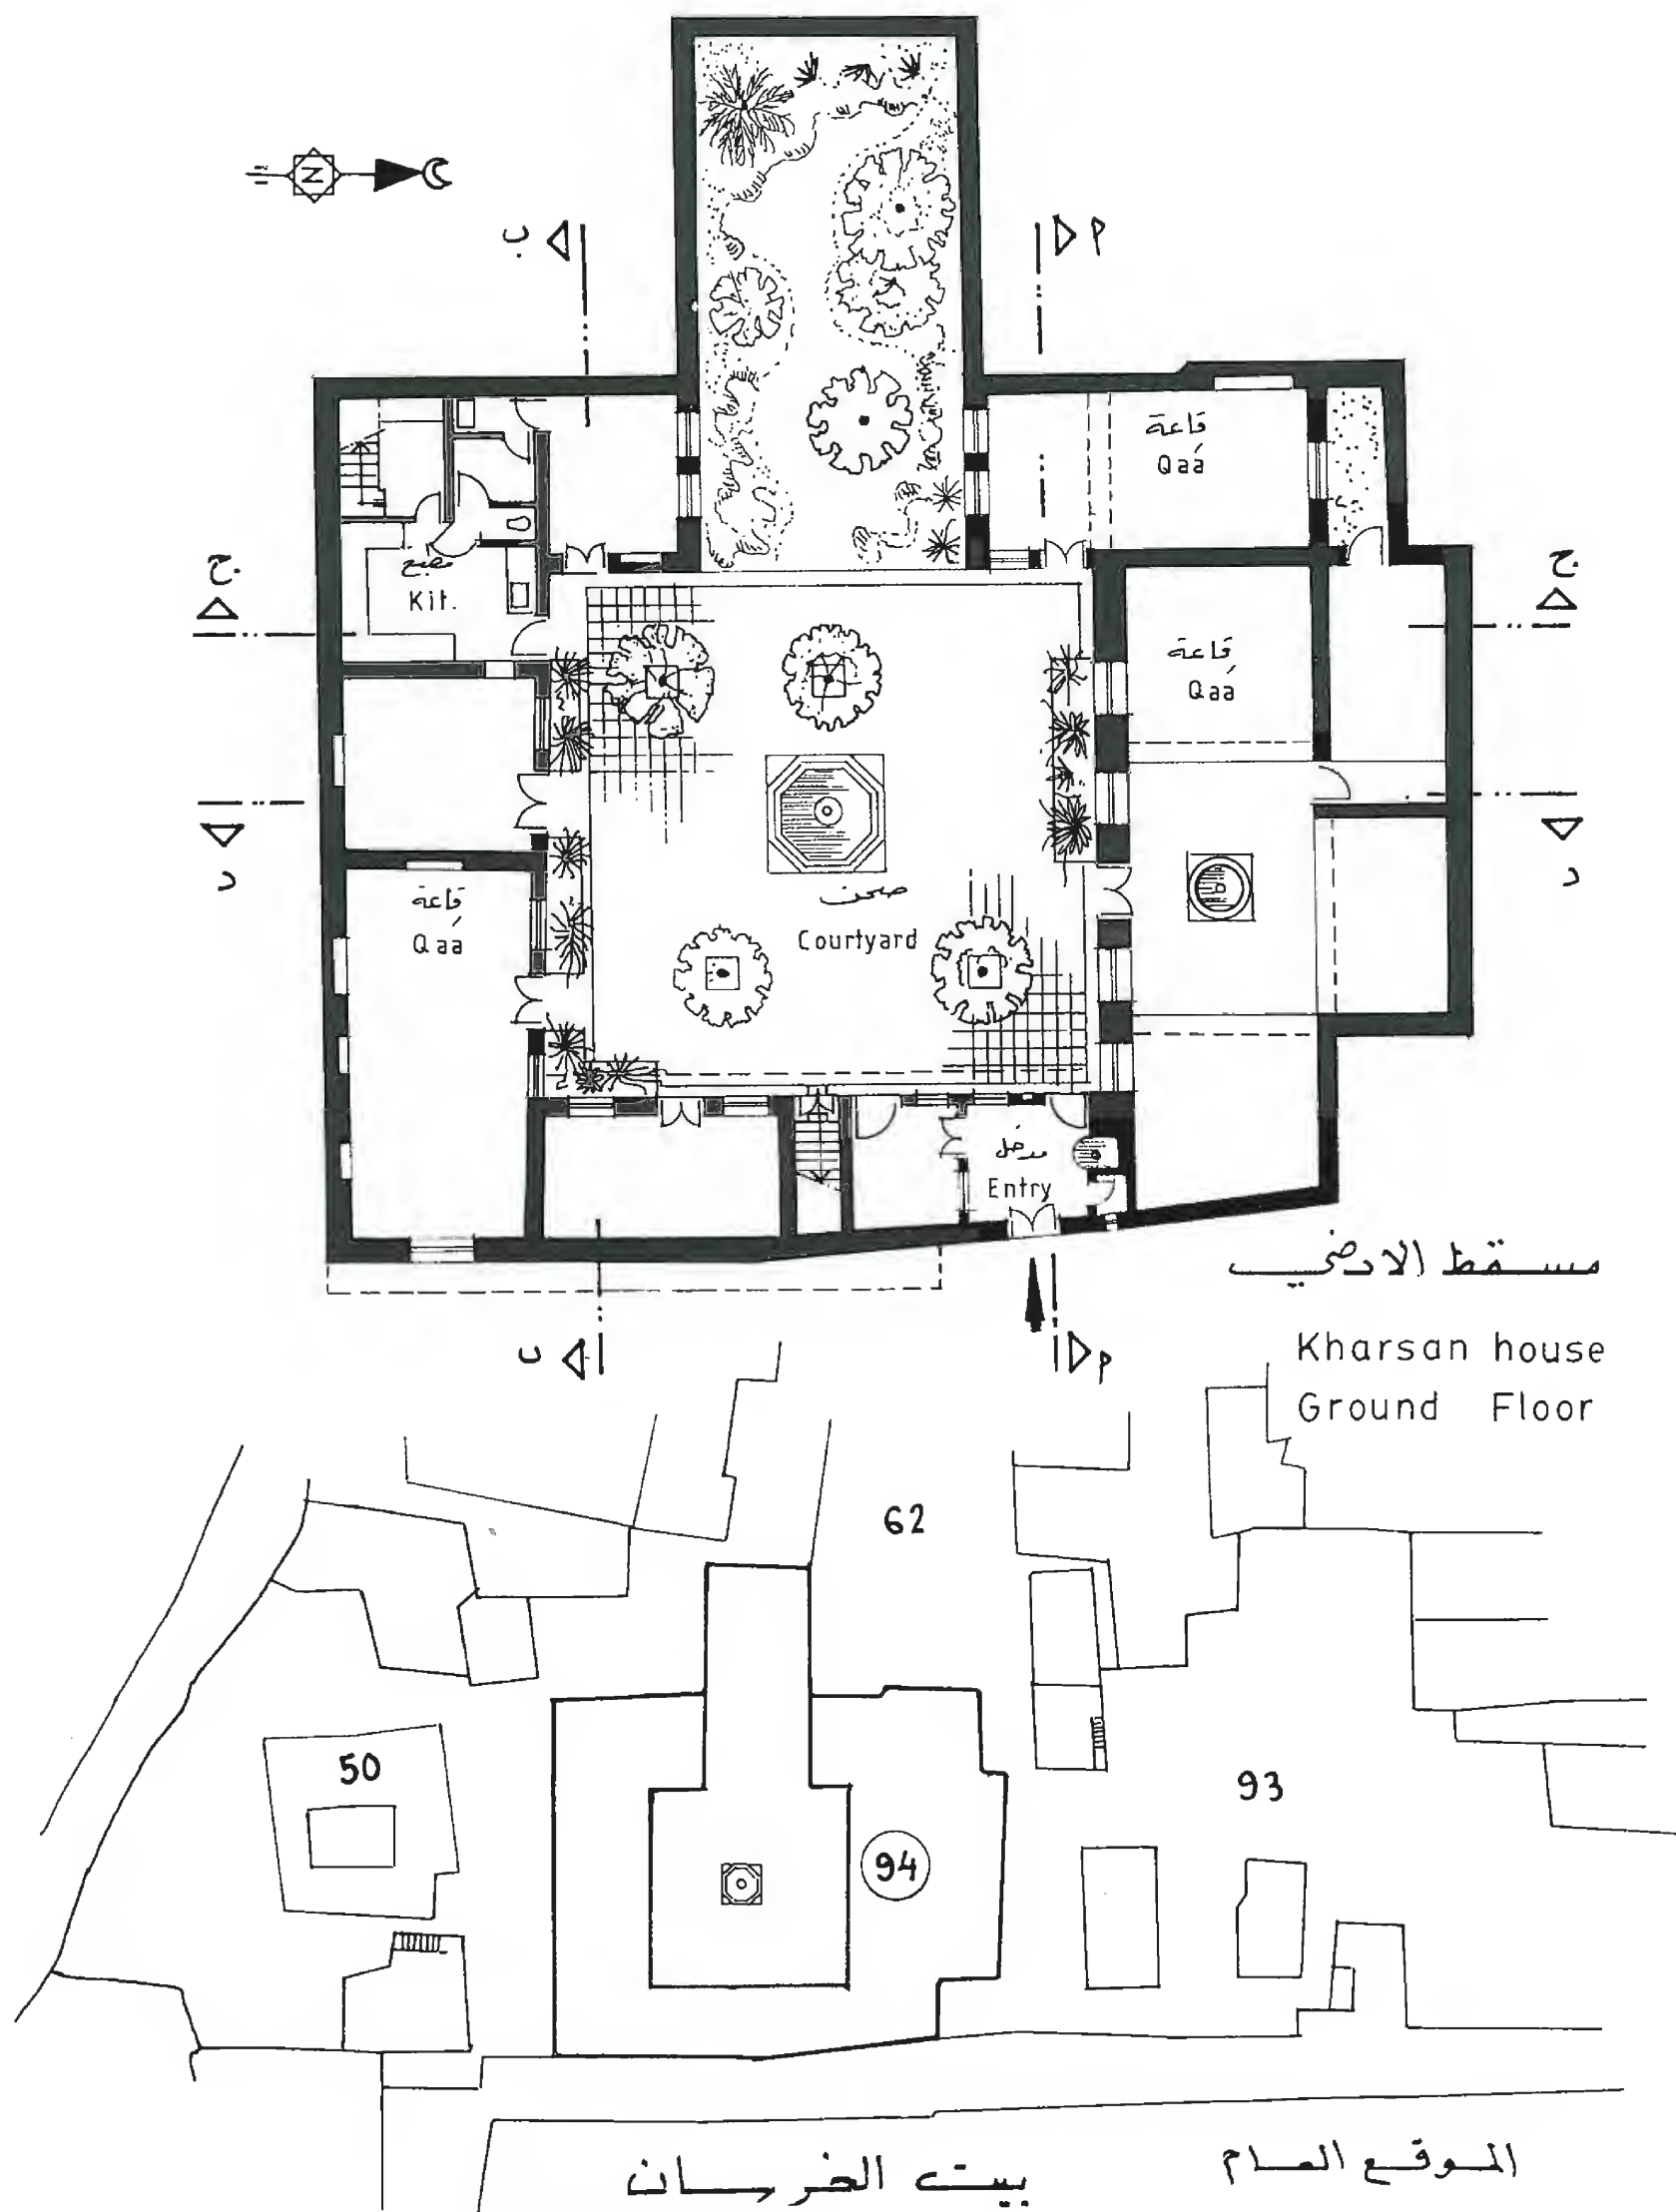 N
ب
م
قاعة
Qaa
مطبخ
Kit.
ج
ج
قاعة
Qaa
د
د
قاعة
Qaa
صحن
Courtyard
مدخل
Entry
ب
م
مسقط الارضي
Kharsan house
Ground Floor
62
50
93
94
الموقع العام
بيت الخرسان